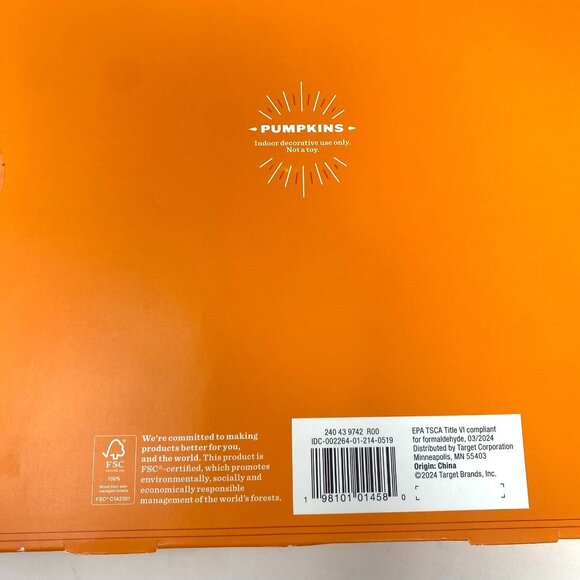 PUMPKINS
Indoor decorative use only.
Not a toy.
We're committed to making
products better for you,
and the world. This product is
FSC®-certified, which promotes
environmentally, socially and
economically responsible
management of the world's forests.
FSC
www.fsc.org
100%
Wood from well-
managed forests
FSC® C142351
240 43 9742 R00
IDC-002264-01-214-0519
1 98101 01458 0
EPA TSCA Title VI compliant
for formaldehyde, 03/2024
Distributed by Target Corporation
Minneapolis, MN 55403
Origin: China
©2024 Target Brands, Inc.